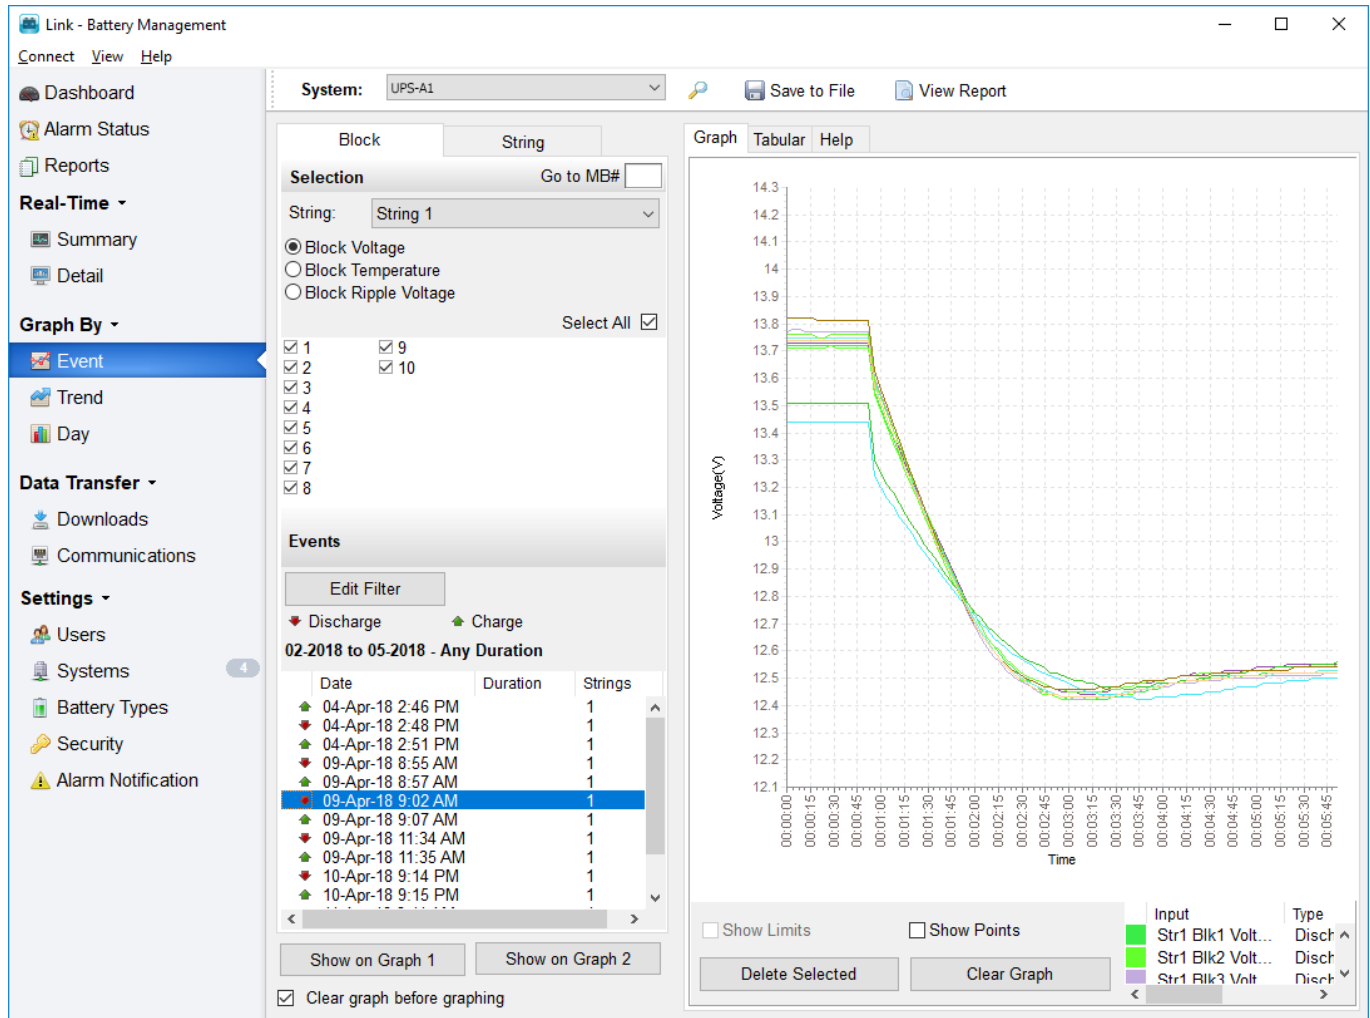 Link - Battery Management
Connect View Help
Dashboard
Alarm Status
Reports
Real-Time
Summary
Detail
Graph By
Event
Trend
Day
Data Transfer
Downloads
Communications
Settings
Users
Systems 4
Battery Types
Security
Alarm Notification
System: UPS-A1 Save to File View Report
Block String
Selection Go to MB#
String: String 1
Block Voltage
Block Temperature
Block Ripple Voltage
Select All
1 9
2 10
3
4
5
6
7
8
Events
Edit Filter
Discharge Charge
02-2018 to 05-2018 - Any Duration
Date Duration Strings
04-Apr-18 2:46 PM 1
04-Apr-18 2:48 PM 1
04-Apr-18 2:51 PM 1
09-Apr-18 8:55 AM 1
09-Apr-18 8:57 AM 1
09-Apr-18 9:02 AM 1
09-Apr-18 9:07 AM 1
09-Apr-18 11:34 AM 1
09-Apr-18 11:35 AM 1
10-Apr-18 9:14 PM 1
10-Apr-18 9:15 PM 1
Show on Graph 1 Show on Graph 2
Clear graph before graphing
Graph Tabular Help
14.3
14.2
14.1
14
13.9
13.8
13.7
13.6
13.5
13.4
13.3
13.2
13.1
13
12.9
12.8
12.7
12.6
12.5
12.4
12.3
12.2
12.1
Voltage(V)
00:00:00 00:00:15 00:00:30 00:00:45 00:01:00 00:01:15 00:01:30 00:01:45 00:02:00 00:02:15 00:02:30 00:02:45 00:03:00 00:03:15 00:03:30 00:03:45 00:04:00 00:04:15 00:04:30 00:04:45 00:05:00 00:05:15 00:05:30 00:05:45
Time
Show Limits Show Points
Delete Selected Clear Graph
Input Type
Str1 Blk1 Volt... Disch
Str1 Blk2 Volt... Disch
Str1 Blk3 Volt... Disch